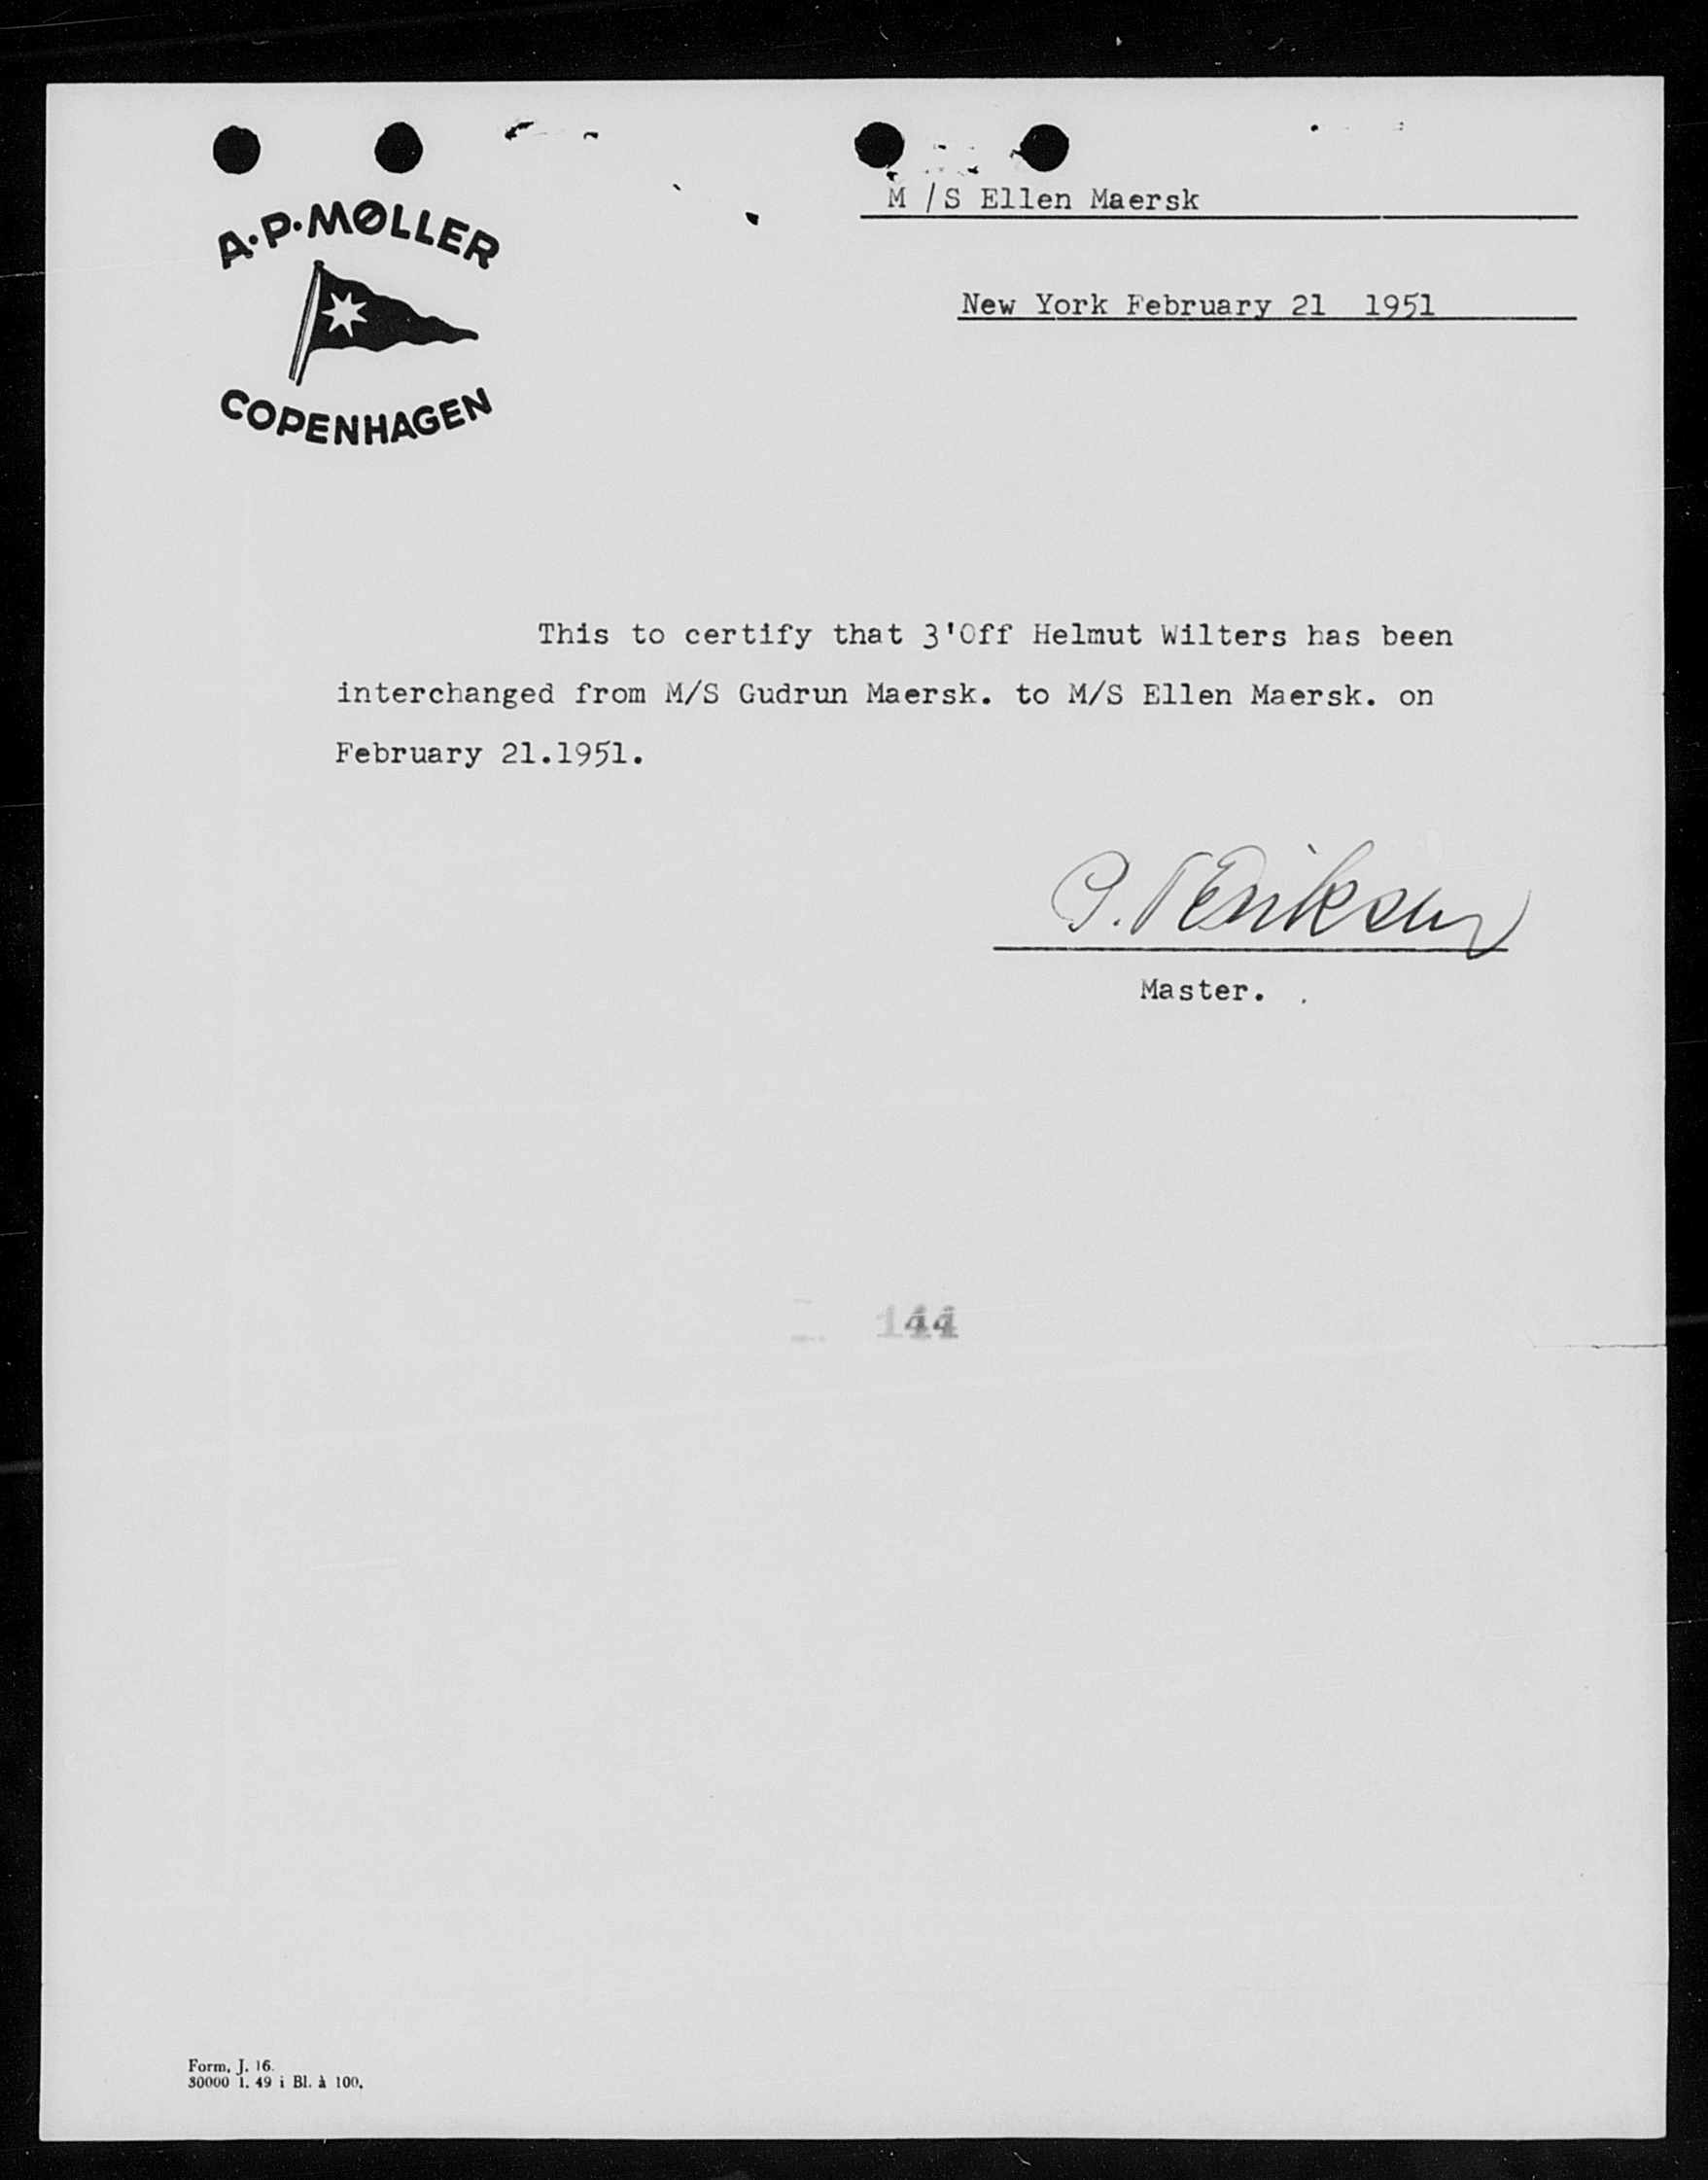 A.P. MØLLER
COPENHAGEN
M /S Ellen Maersk
New York February 21 1951
This to certify that 3'Off Helmut Wilters has been
interchanged from M/S Gudrun Maersk. to M/S Ellen Maersk. on
February 21.1951.
Master.
144
Form. J. 16.
30000 1. 49 i Bl. à 100.